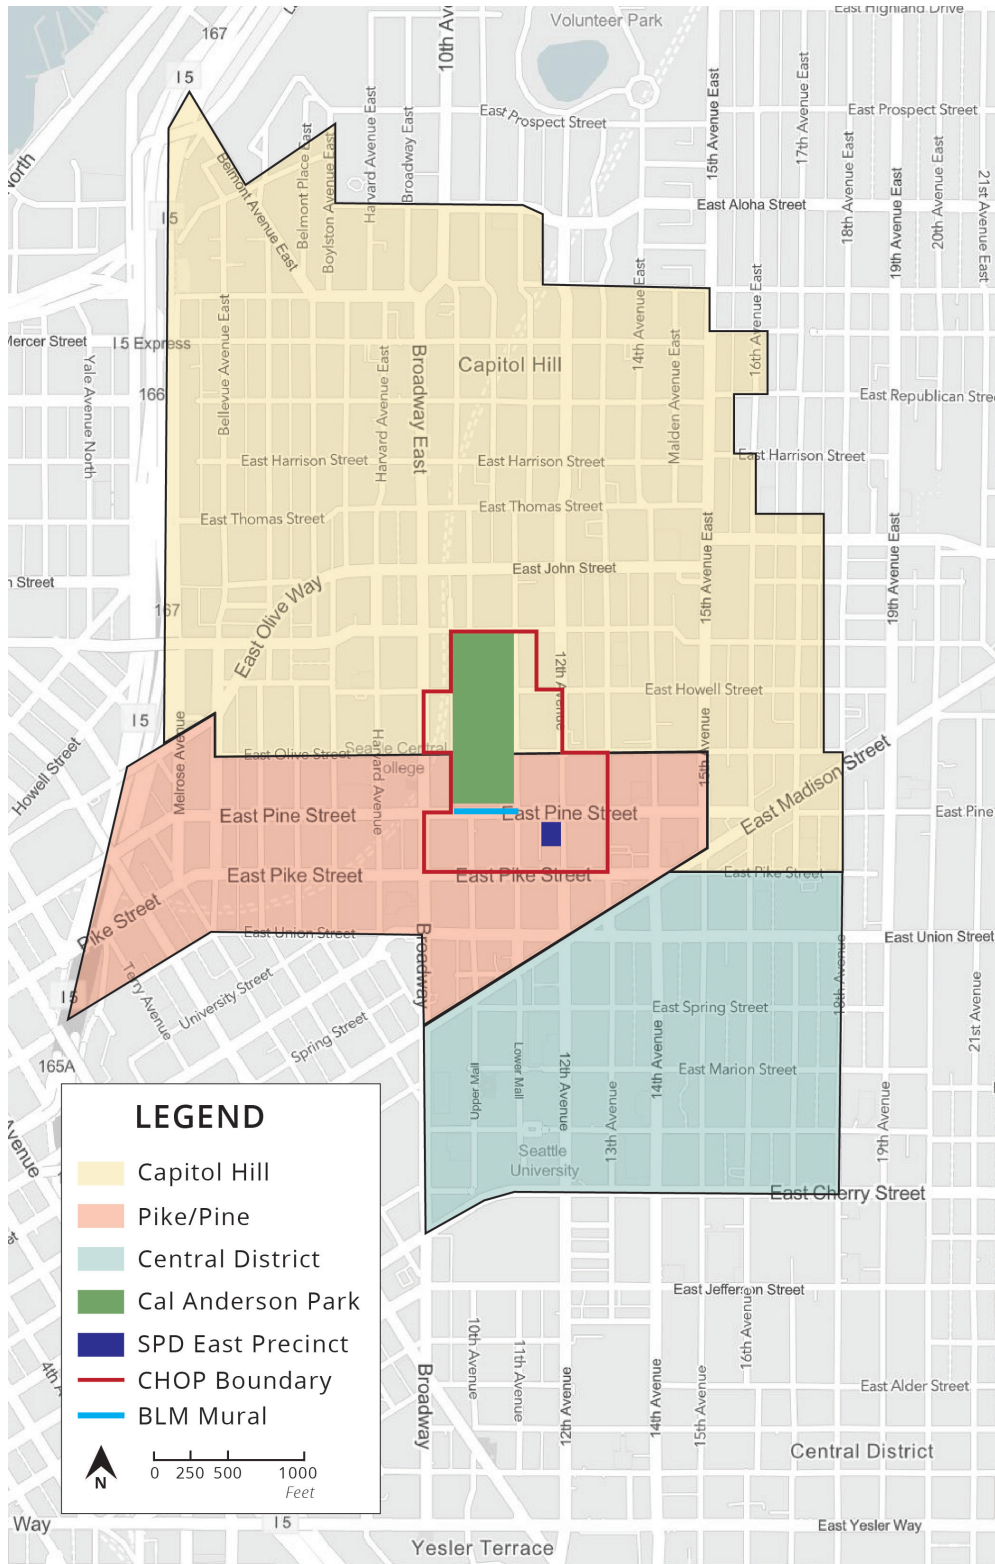 Volunteer Park
East Highland Drive
167
10th Av
I 5
East Prospect Street
East Prospect Street
15th Avenue East
17th Avenue East
Harvard Avenue East
Broadway East
18th Avenue East
20th Avenue East
19th Avenue East
21st Avenue East
North
Belmont Avenue East
Belmont Place East
Boylston Avenue East
East Aloha Street
I 5
14th Avenue East
16th Avenue East
Mercer Street
I 5 Express
Bellevue Avenue East
Harvard Avenue East
Broadway East
Capitol Hill
Malden Avenue East
Yale Avenue North
166
East Republican Stre
East Harrison Street
East Harrison Street
East Harrison Street
East Thomas Street
East Thomas Street
15th Avenue East
19th Avenue East
East John Street
n Street
167
East Olive Way
12th Avenue
East Howell Street
I 5
Melrose Avenue
Howell Street
East Olive Street
Seattle Central
College
Harvard Avenue
15th Avenue
East Madison Street
East Pine Street
East Pine Street
East Pine
East Pike Street
East Pike Street
East Pike Street
Pike Street
East Union Street
Broadway
East Union Street
18th Avenue
I 5
Terry Avenue
University Street
Spring Street
East Spring Street
21st Avenue
165A
Upper Mall
Lower Mall
12th Avenue
14th Avenue
East Marion Street
13th Avenue
19th Avenue
Seattle
University
Avenue
East Cherry Street
LEGEND
Capitol Hill
Pike/Pine
Central District
Cal Anderson Park
SPD East Precinct
CHOP Boundary
BLM Mural
N
0 250 500 1000
Feet
East Jefferson Street
10th Avenue
11th Avenue
16th Avenue
4th A
Broadway
12th Avenue
14th Avenue
15th Avenue
East Alder Street
Central District
Way
I 5
East Yesler Way
Yesler Terrace